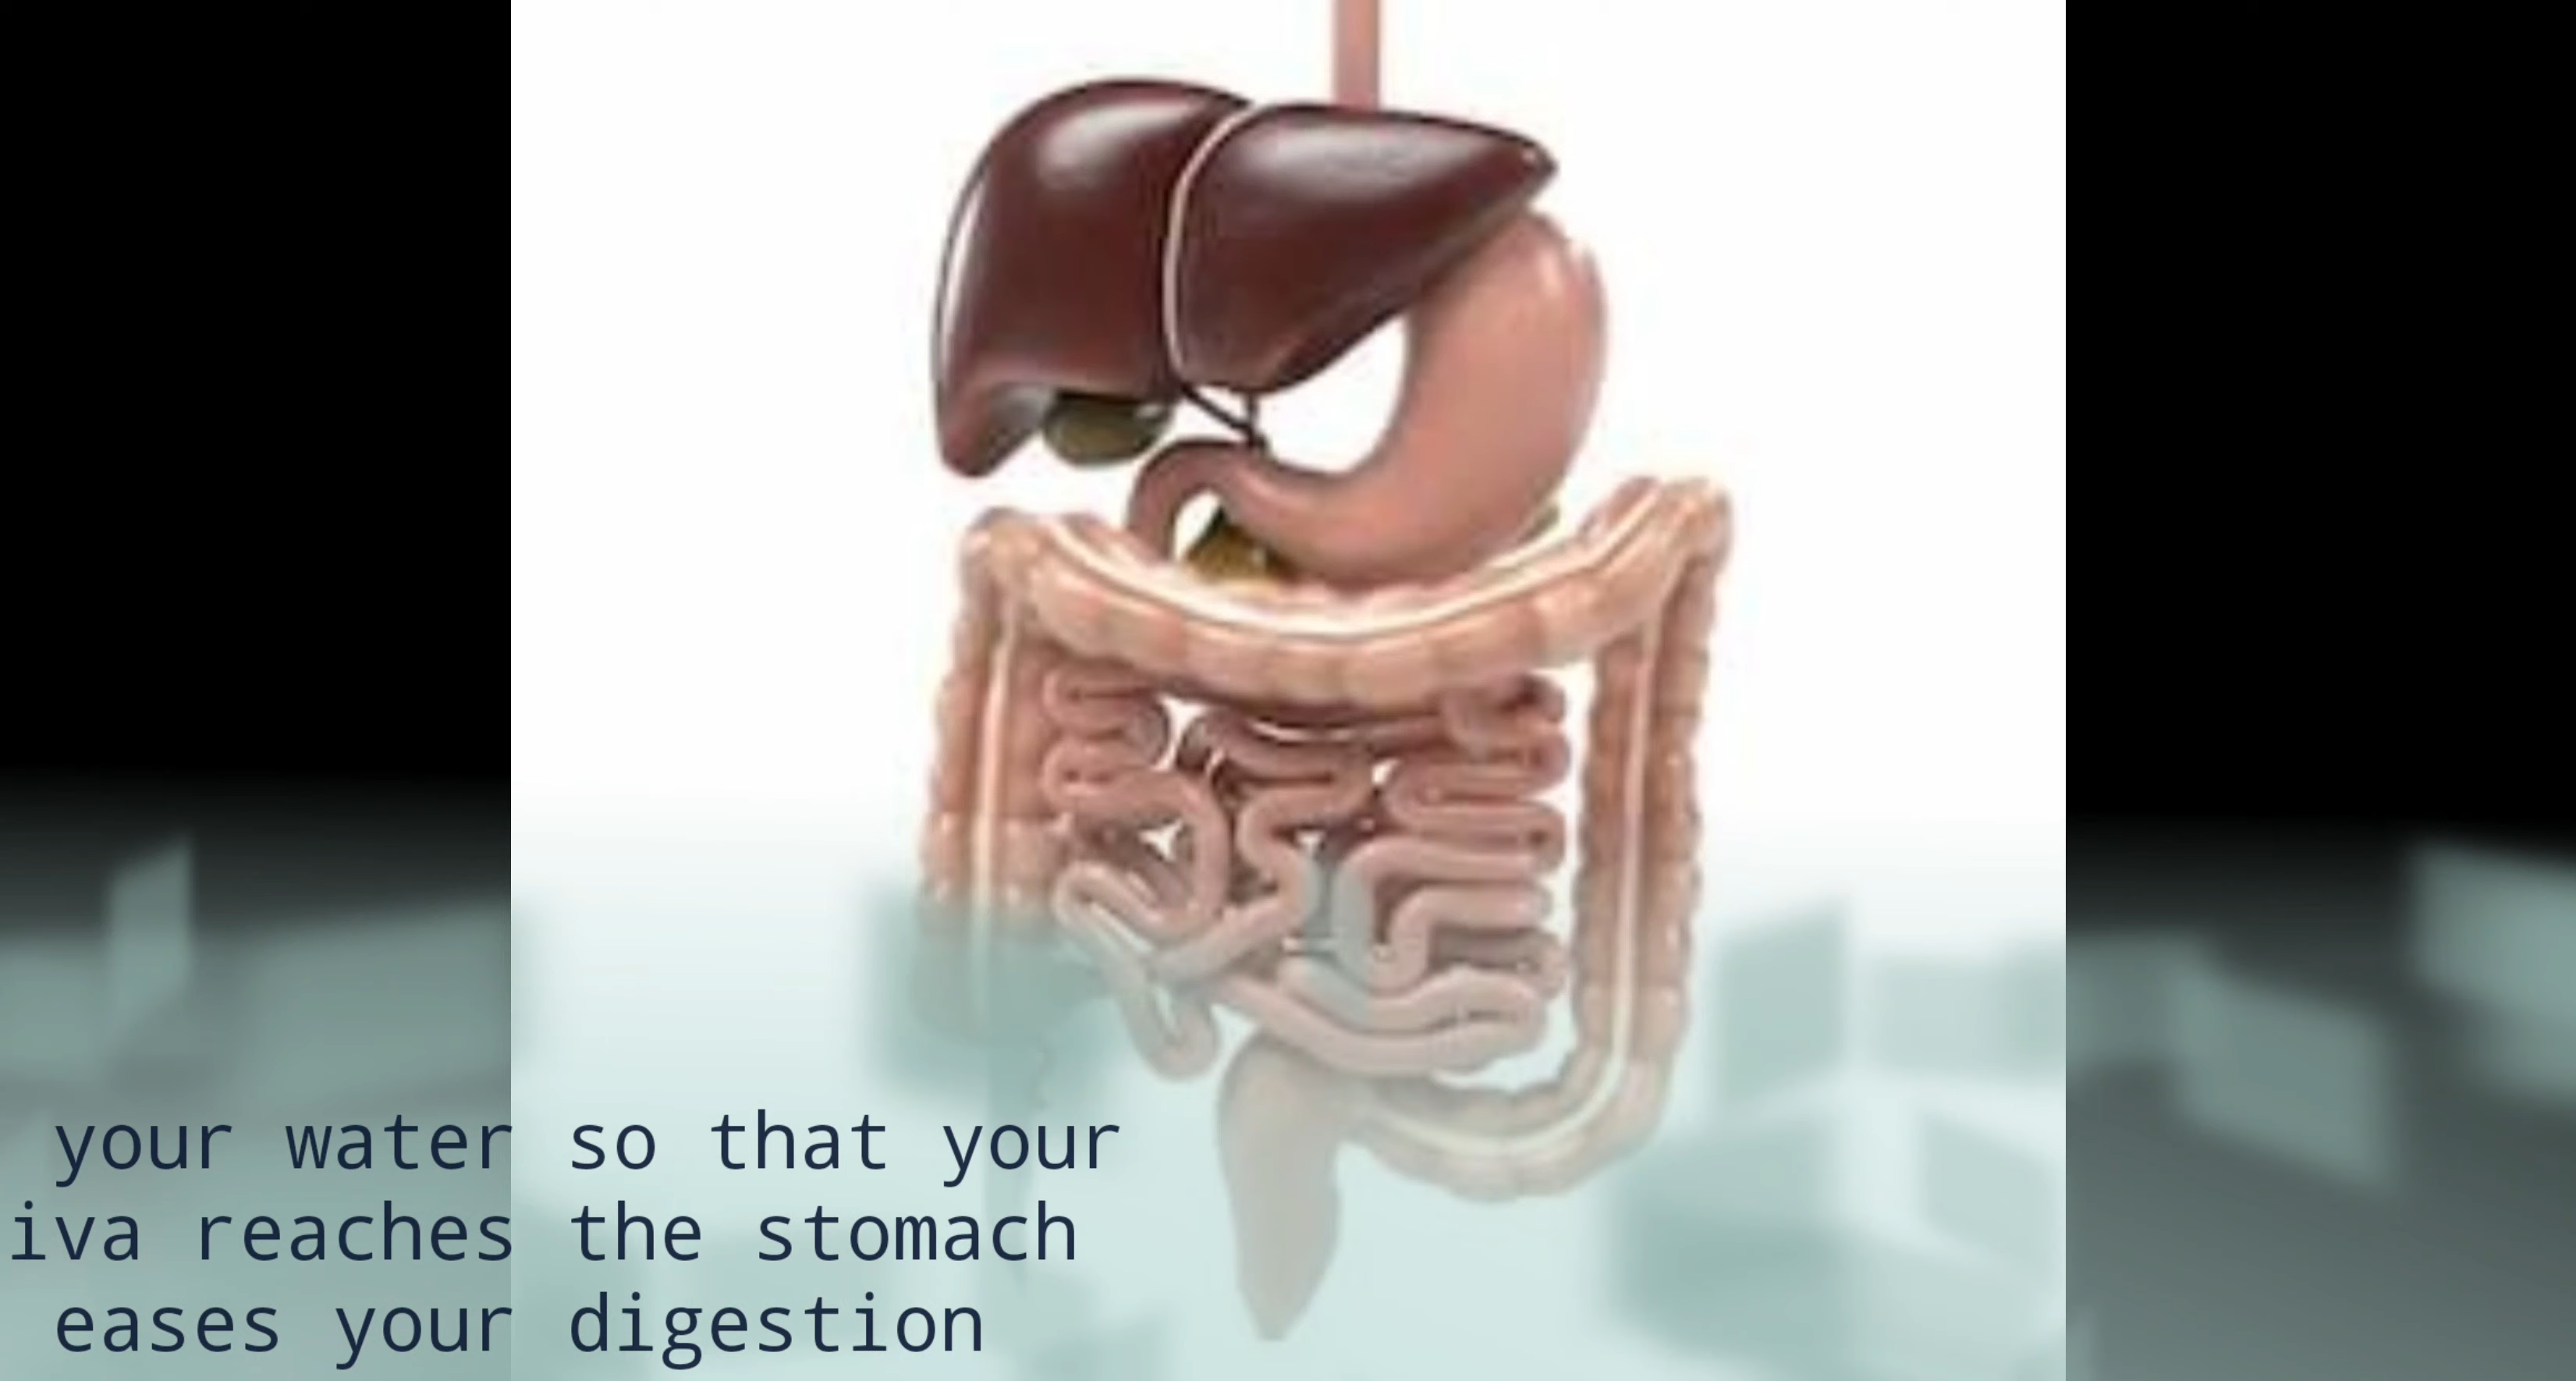 your water so that your
iva reaches the stomach
eases your digestion